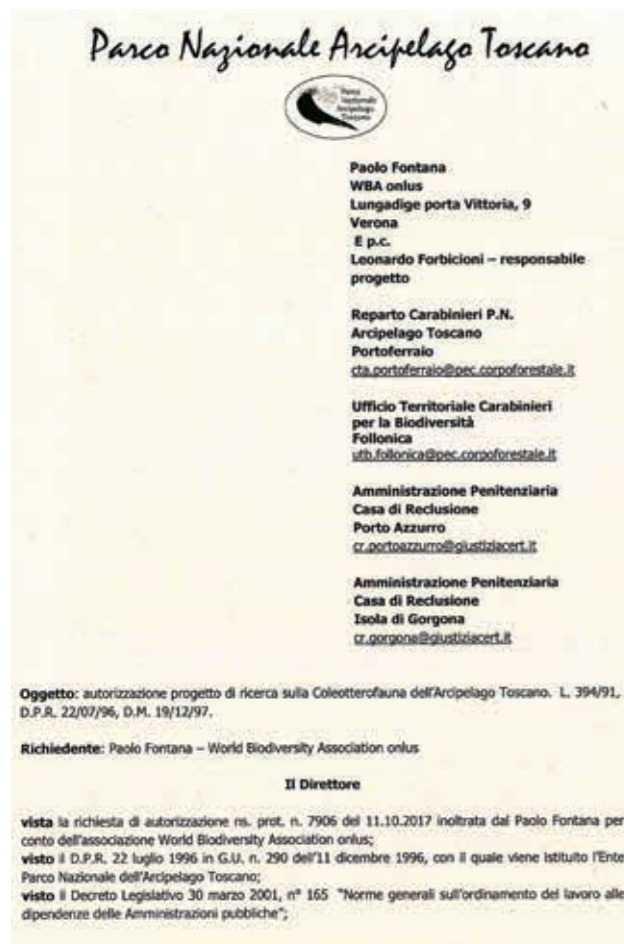 Parco Nazionale Arcipelago Toscano
Parco
Nazionale
Arcipelago
Toscano
Paolo Fontana
WBA onlus
Lungadige porta Vittoria, 9
Verona
E p.c.
Leonardo Forbicioni – responsabile
progetto
Reparto Carabinieri P.N.
Arcipelago Toscano
Portoferraio
cta.portoferraio@pec.corpoforestale.it
Ufficio Territoriale Carabinieri
per la Biodiversità
Follonica
utb.follonica@pec.corpoforestale.it
Amministrazione Penitenziaria
Casa di Reclusione
Porto Azzurro
cr.portoazzurro@giustiziacert.it
Amministrazione Penitenziaria
Casa di Reclusione
Isola di Gorgona
cr.gorgona@giustiziacert.it
Oggetto: autorizzazione progetto di ricerca sulla Coleotterofauna dell'Arcipelago Toscano. L. 394/91,
D.P.R. 22/07/96, D.M. 19/12/97.
Richiedente: Paolo Fontana – World Biodiversity Association onlus
Il Direttore
vista la richiesta di autorizzazione ns. prot. n. 7906 del 11.10.2017 inoltrata dal Paolo Fontana per
conto dell'associazione World Biodiversity Association onlus;
visto il D.P.R. 22 luglio 1996 in G.U. n. 290 dell'11 dicembre 1996, con il quale viene istituito l'Ente
Parco Nazionale dell'Arcipelago Toscano;
visto il Decreto Legislativo 30 marzo 2001, n° 165 "Norme generali sull'ordinamento del lavoro alle
dipendenze delle Amministrazioni pubbliche";